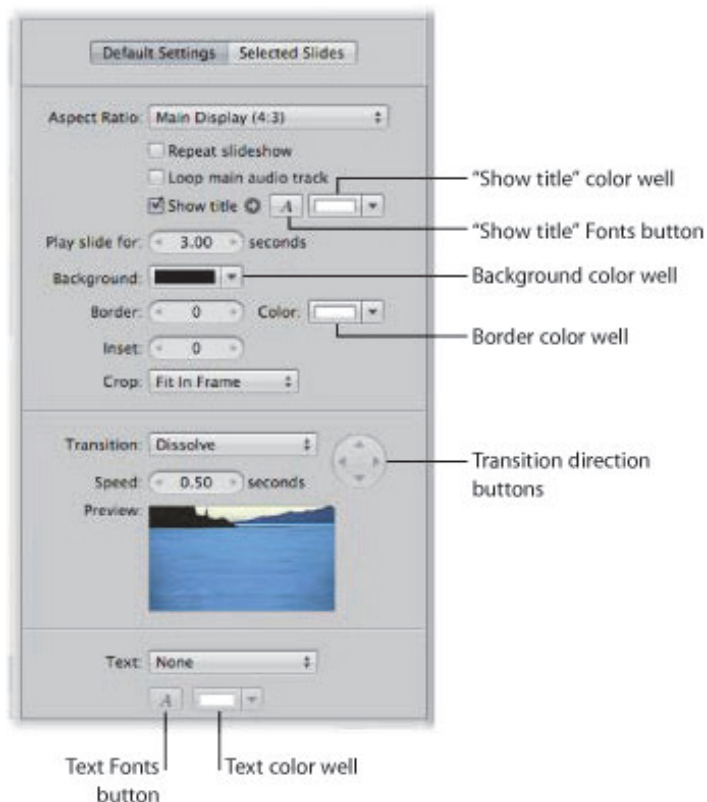 Default Settings Selected Slides
Aspect Ratio: Main Display (4:3)
Repeat slideshow
Loop main audio track
"Show title" color well
Show title A
"Show title" Fonts button
Play slide for: 3.00 seconds
Background:
Background color well
Border: 0 Color:
Border color well
Inset: 0
Crop: Fit In Frame
Transition: Dissolve
Transition direction
buttons
Speed: 0.50 seconds
Preview:
Text: None
A
Text Fonts
button
Text color well